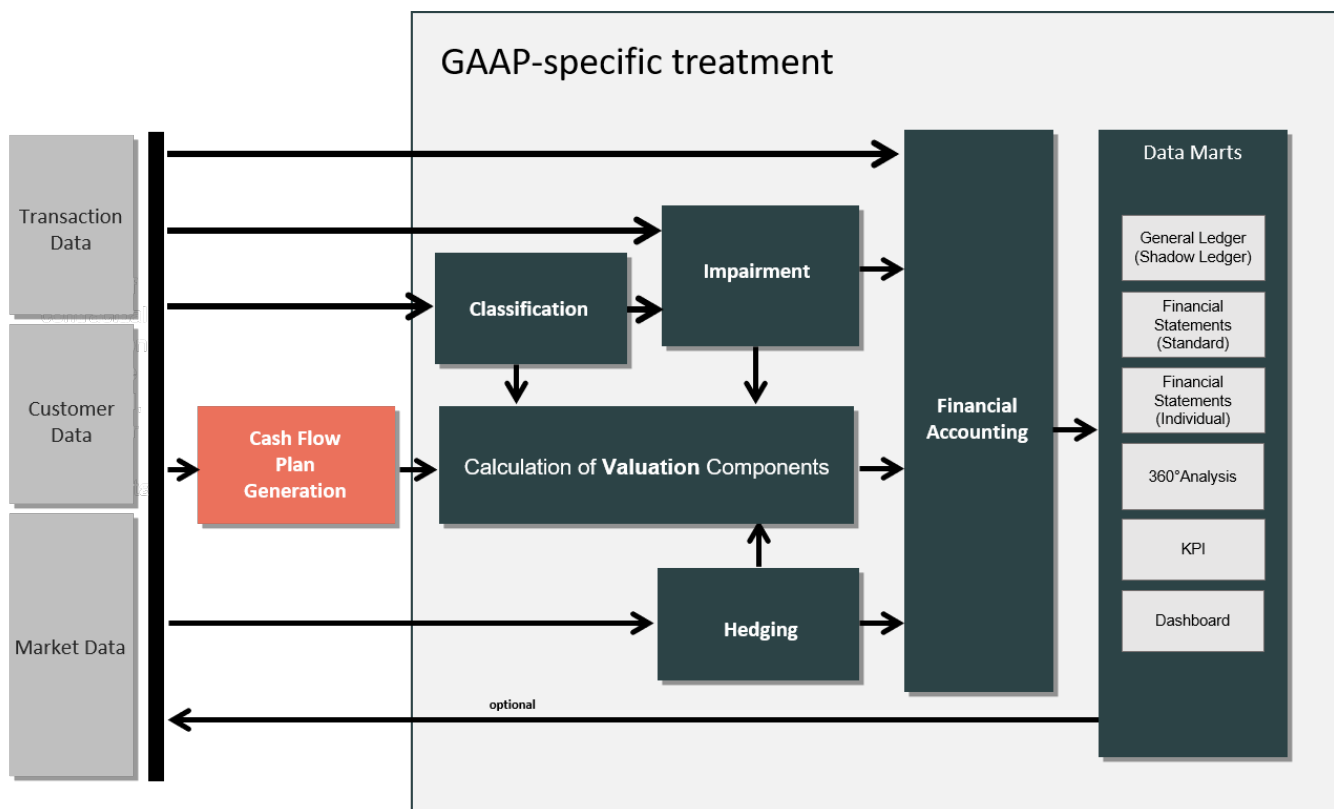 GAAP-specific treatment
Transaction
Data
Customer
Data
Market Data
Cash Flow
Plan
Generation
Classification
Impairment
Calculation of Valuation Components
Hedging
Financial
Accounting
Data Marts
General Ledger
(Shadow Ledger)
Financial
Statements
(Standard)
Financial
Statements
(Individual)
360°Analysis
KPI
Dashboard
optional